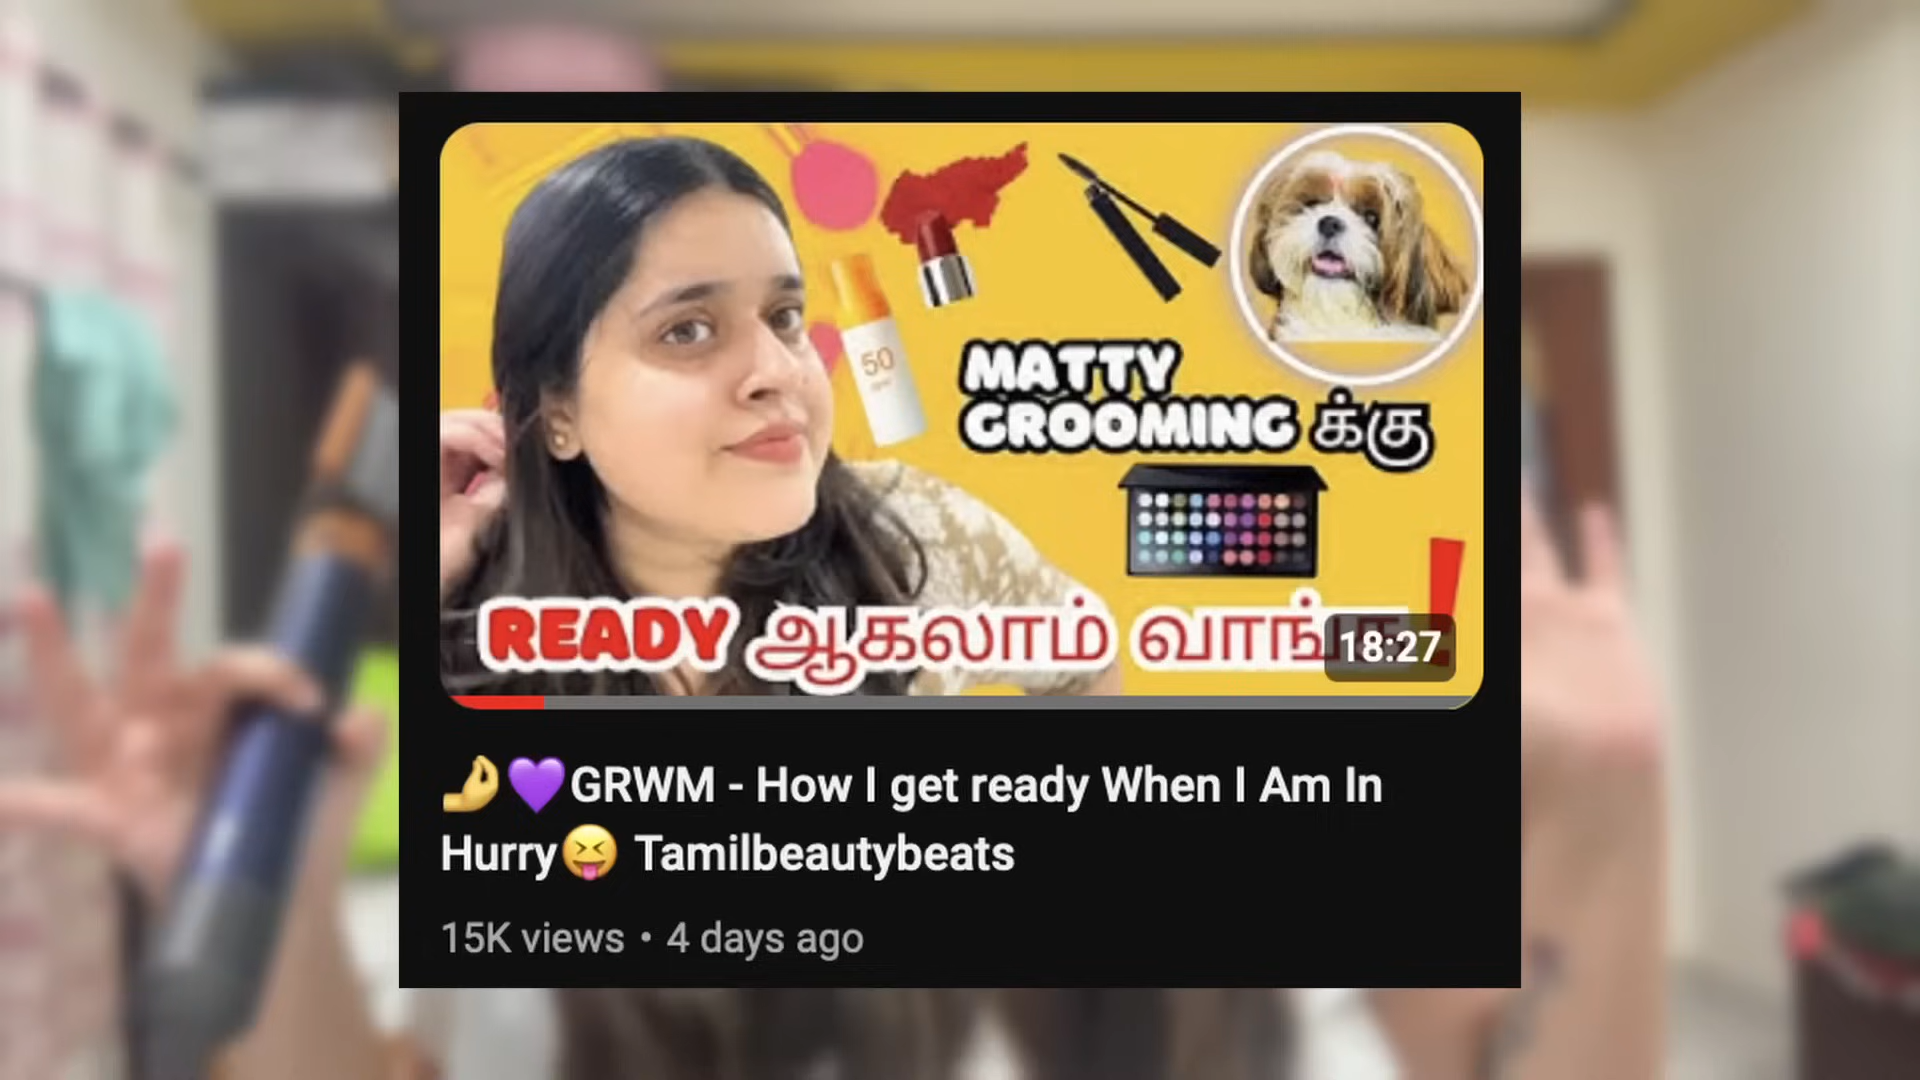 50
MATTY
GROOMING க்கு
READY ஆகலாம்
18:27
🤌💜GRWM - How I get ready When I Am In
Hurry😝 Tamilbeautybeats
15K views • 4 days ago